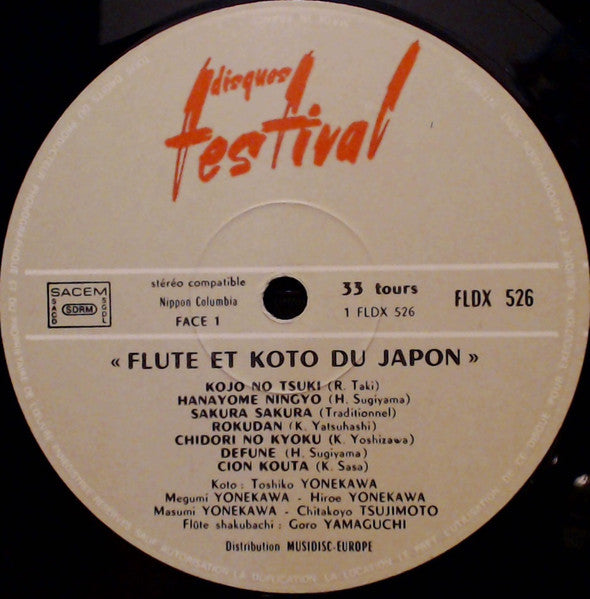 disques
festival
SACEM
SACD
SDRM
SGDL
stéréo compatible
Nippon Columbia
FACE 1
33 tours
1 FLDX 526
FLDX 526
« FLUTE ET KOTO DU JAPON »
KOJO NO TSUKI (R. Taki)
HANAYOME NINGYO (H. Sugiyama)
SAKURA SAKURA (Traditionnel)
ROKUDAN (K. Yatsuhashi)
CHIDORI NO KYOKU (K. Yoshizawa)
DEFUNE (H. Sugiyama)
CION KOUTA (K. Sasa)
Koto : Toshiko YONEKAWA
Megumi YONEKAWA - Hiroe YONEKAWA
Masumi YONEKAWA - Chitakoyo TSUJIMOTO
Flûte shakubachi : Goro YAMAGUCHI
Distribution MUSIDISC-EUROPE